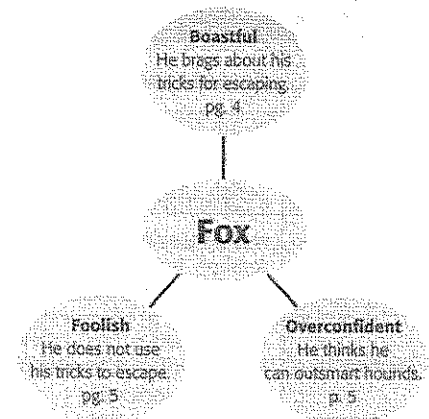 Boastful
He brags about his
tricks for escaping.
pg. 4
Fox
Foolish
He does not use
his tricks to escape.
pg. 5
Overconfident
He thinks he
can outsmart hounds.
p. 5